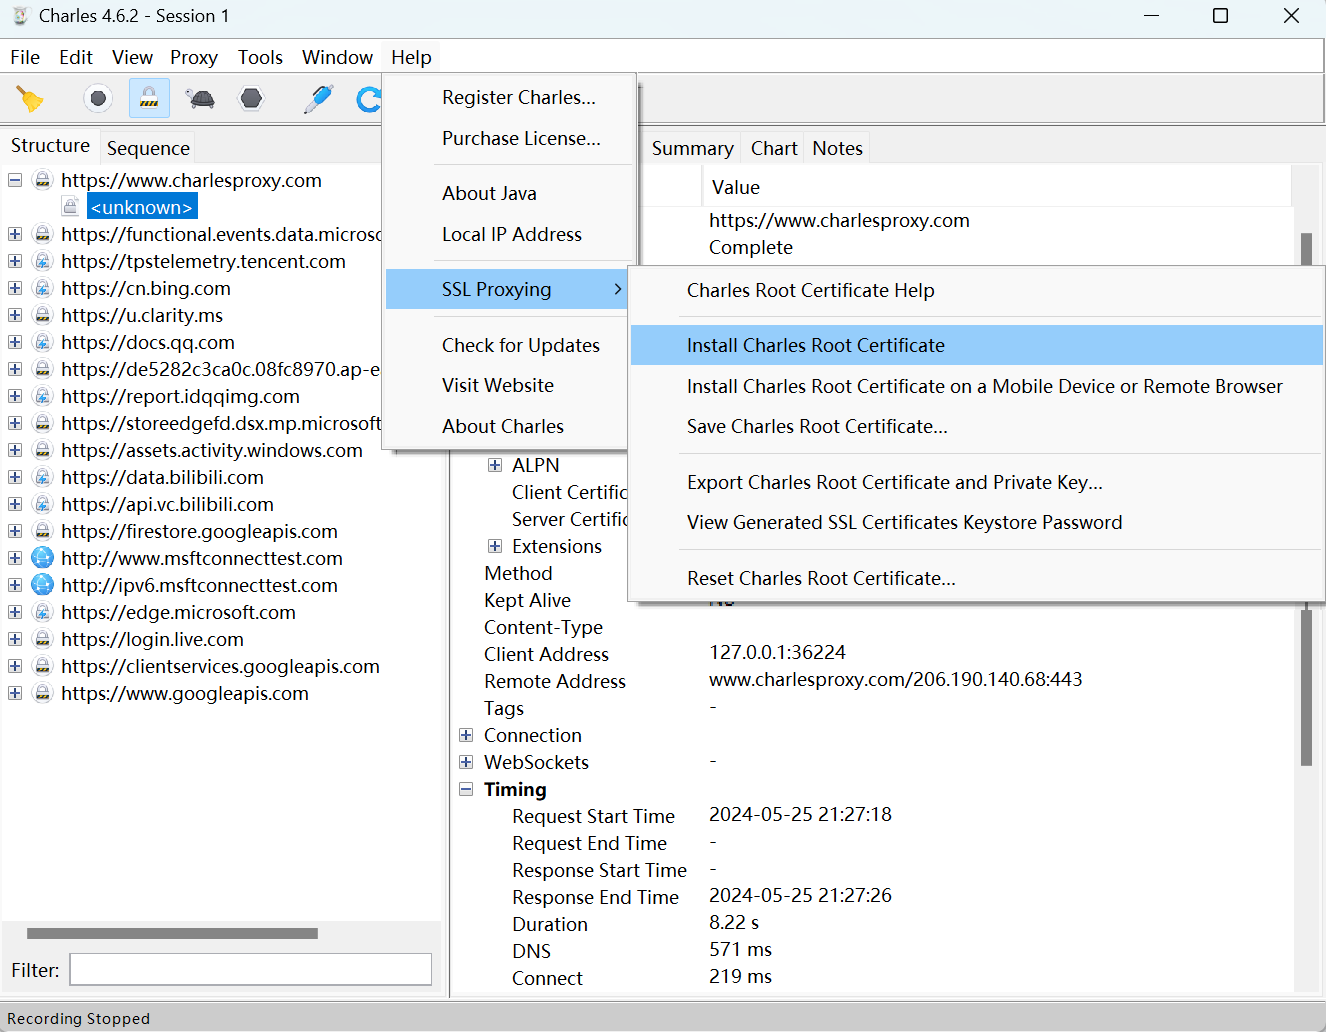 Charles 4.6.2 - Session 1
File Edit View Proxy Tools Window Help
Register Charles...
Purchase License...
About Java
Local IP Address
SSL Proxying
Check for Updates
Visit Website
About Charles
Charles Root Certificate Help
Install Charles Root Certificate
Install Charles Root Certificate on a Mobile Device or Remote Browser
Save Charles Root Certificate...
Export Charles Root Certificate and Private Key...
View Generated SSL Certificates Keystore Password
Reset Charles Root Certificate...
Structure Sequence
https://www.charlesproxy.com
<unknown>
https://functional.events.data.microsc
https://tpstelemetry.tencent.com
https://cn.bing.com
https://u.clarity.ms
https://docs.qq.com
https://de5282c3ca0c.08fc8970.ap-e
https://report.idqqimg.com
https://storeedgefd.dsx.mp.microsoft
https://assets.activity.windows.com
https://data.bilibili.com
https://api.vc.bilibili.com
https://firestore.googleapis.com
http://www.msftconnecttest.com
http://ipv6.msftconnecttest.com
https://edge.microsoft.com
https://login.live.com
https://clientservices.googleapis.com
https://www.googleapis.com
Filter:
Summary Chart Notes
Value
https://www.charlesproxy.com
Complete
ALPN
Client Certific
Server Certific
Extensions
Method
Kept Alive
Content-Type
Client Address 127.0.0.1:36224
Remote Address www.charlesproxy.com/206.190.140.68:443
Tags -
Connection
WebSockets -
Timing
Request Start Time 2024-05-25 21:27:18
Request End Time -
Response Start Time -
Response End Time 2024-05-25 21:27:26
Duration 8.22 s
DNS 571 ms
Connect 219 ms
Recording Stopped